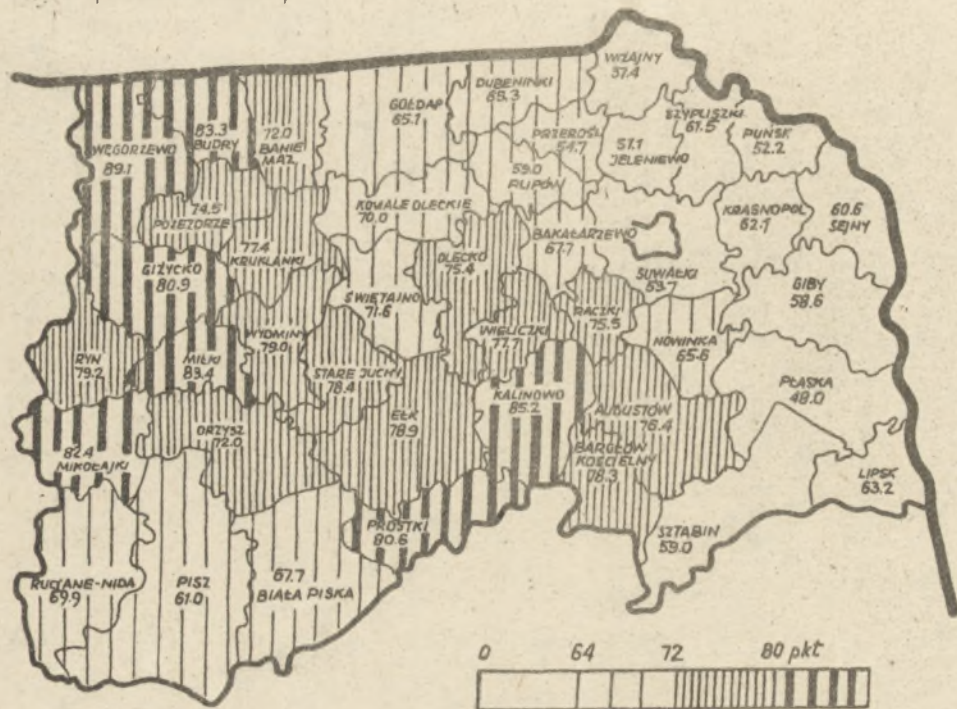 WIŻAJNY
57.4
DUBENINKI
GOŁDAP
65.1
SZYPLISZKI
61.5
PUŃSK
52.2
83.3
BUDRY
72.0
BANIE
MAZ.
PRZEROŚL
54.7
57.1
JELENIEWO
WĘGORZEWO
89.1
59.0
FILIPÓW
KOWALE OLECKIE
70.0
KRASNOPOL
62.1
60.6
SEJNY
74.5
POZEZDRZE
77.4
KRUKLANKI
BAKAŁARZEWO
67.7
OLECKO
75.4
GIŻYCKO
80.9
SUWAŁKI
GIBY
58.6
ŚWIĘTAJNO
71.6
RACZKI
75.5
WIELICZKI
77.7
WYDMINY
79.0
NOWINKA
65.6
RYN
79.2
MIŁKI
83.4
STARE JUCHY
78.4
KALINOWO
85.2
PŁASKA
48.0
EŁK
78.9
AUGUSTÓW
76.4
ORZYSZ
72.0
BARGŁÓW
KOŚCIELNY
78.3
82.4
MIKOŁAJKI
LIPSK
63.2
PROSTKI
80.6
SZTABIN
59.0
RUCIANE-NIDA
69.9
PISZ
61.0
67.7
BIAŁA PISKA
0 64 72 80 pkt